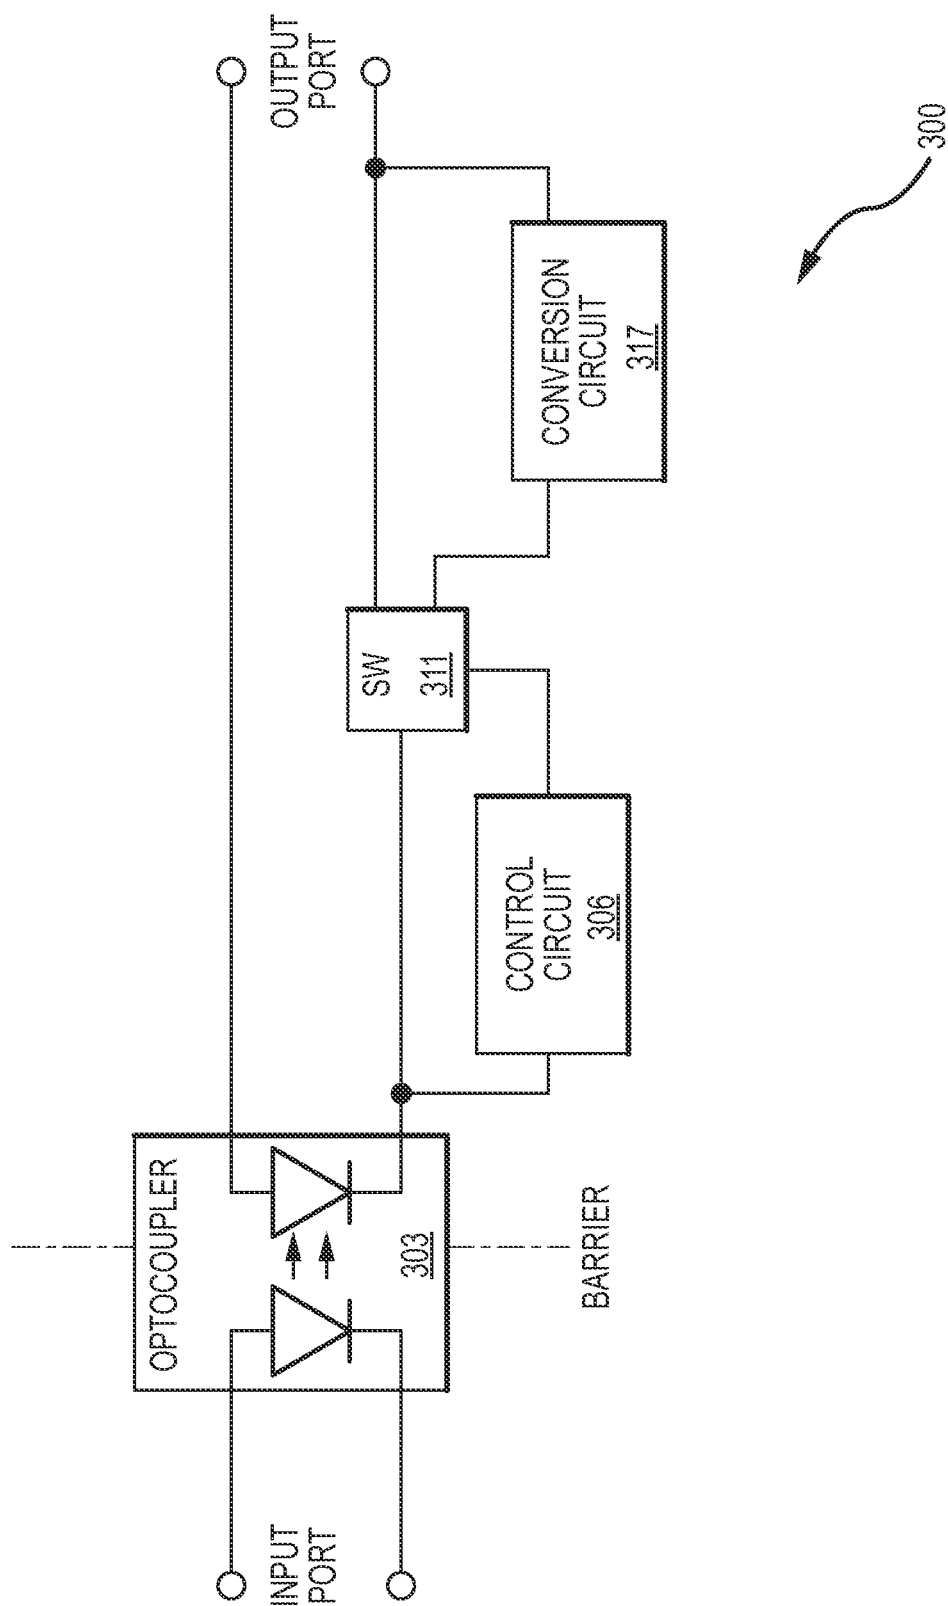 OPTOCOUPLER
303
INPUT
PORT
OUTPUT
PORT
SW
311
CONTROL
CIRCUIT
306
CONVERSION
CIRCUIT
317
BARRIER
300